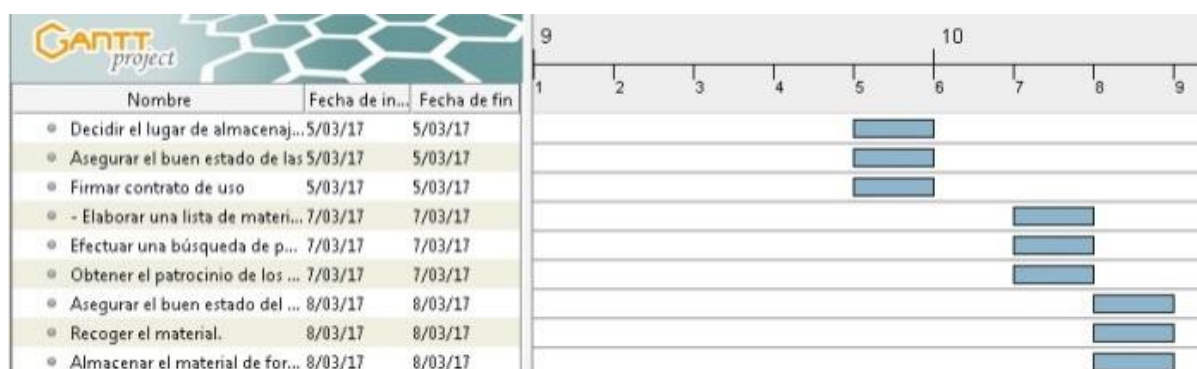 GANTT project
9 10
1 2 3 4 5 6 7 8 9
Nombre Fecha de in... Fecha de fin
Decidir el lugar de almacenaj... 5/03/17 5/03/17
Asegurar el buen estado de las 5/03/17 5/03/17
Firmar contrato de uso 5/03/17 5/03/17
- Elaborar una lista de materi... 7/03/17 7/03/17
Efectuar una búsqueda de p... 7/03/17 7/03/17
Obtener el patrocinio de los ... 7/03/17 7/03/17
Asegurar el buen estado del ... 8/03/17 8/03/17
Recoger el material. 8/03/17 8/03/17
Almacenar el material de for... 8/03/17 8/03/17